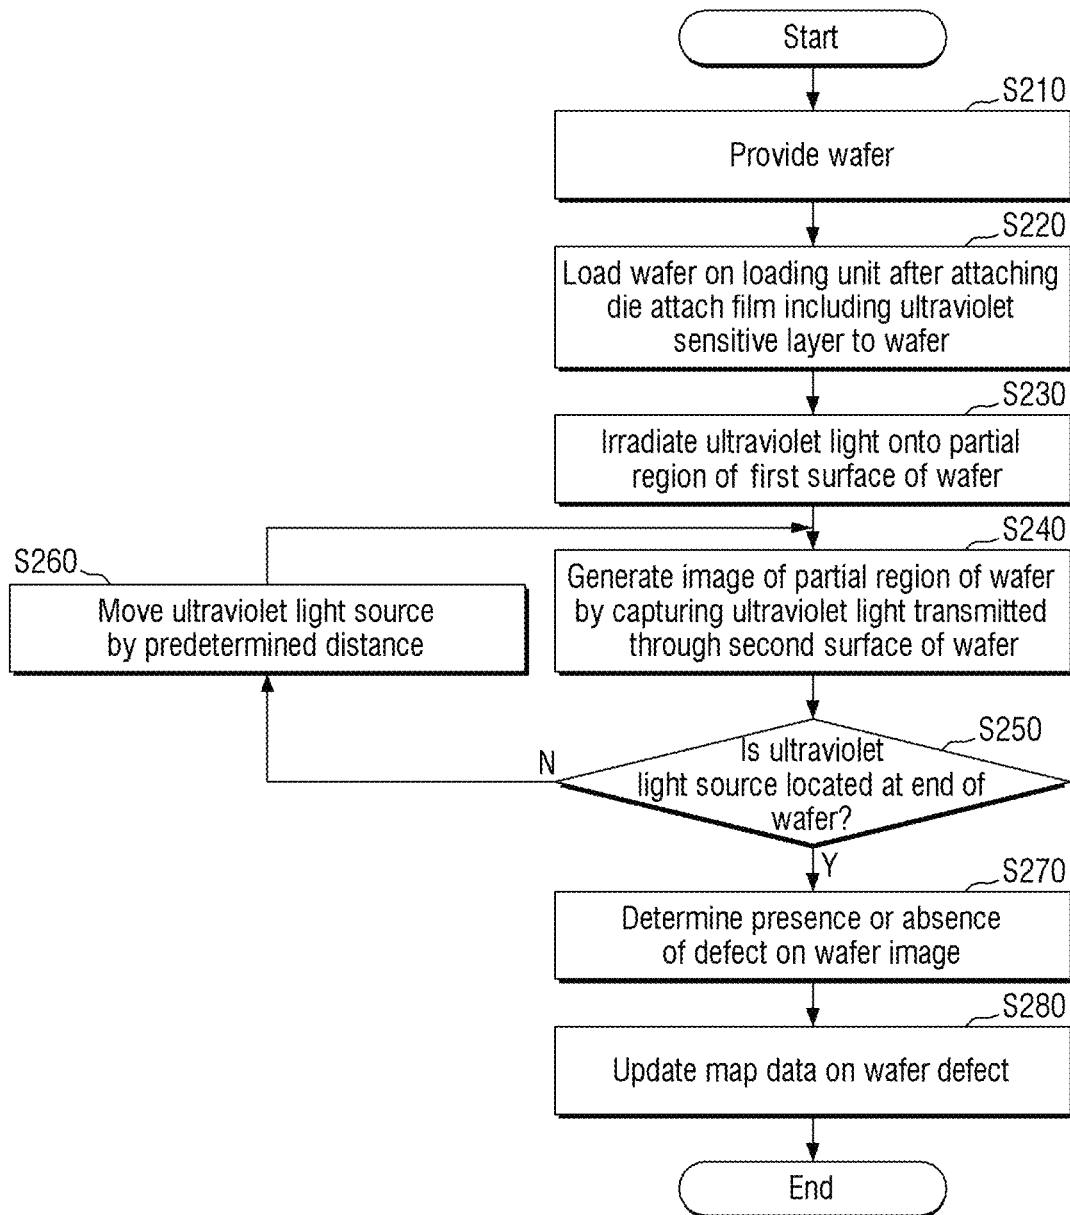 Start
S210
Provide wafer
S220
Load wafer on loading unit after attaching
die attach film including ultraviolet
sensitive layer to wafer
S230
Irradiate ultraviolet light onto partial
region of first surface of wafer
S240
Generate image of partial region of wafer
by capturing ultraviolet light transmitted
through second surface of wafer
S260
Move ultraviolet light source
by predetermined distance
S250
Is ultraviolet
light source located at end of
wafer?
N
Y
S270
Determine presence or absence
of defect on wafer image
S280
Update map data on wafer defect
End